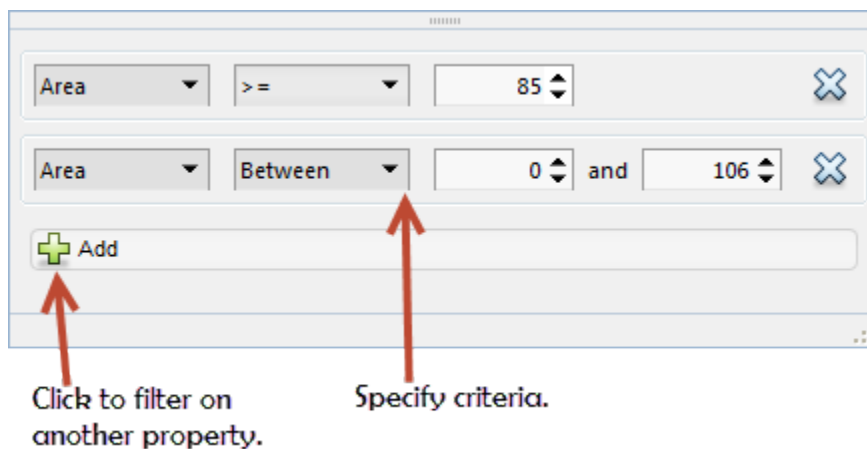 Area >= 85
Area Between 0 and 106
Add
Click to filter on
another property.
Specify criteria.